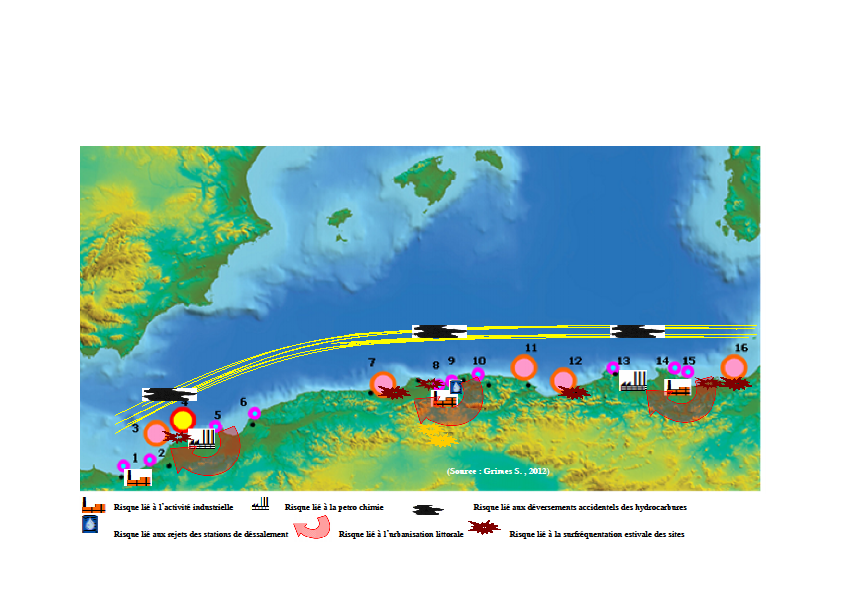 11
16
7
8
9
10
12
13
14
15
4
6
5
3
1
2
(Source : Grimes S. , 2012)
Risque lié à l'activité industrielle
Risque lié à la petro chimie
Risque lié aux déversements accidentels des hydrocarbures
Risque lié aux rejets des stations de déssalement
Risque lié à l'urbanisation littorale
Risque lié à la surfréquentation estivale des sites